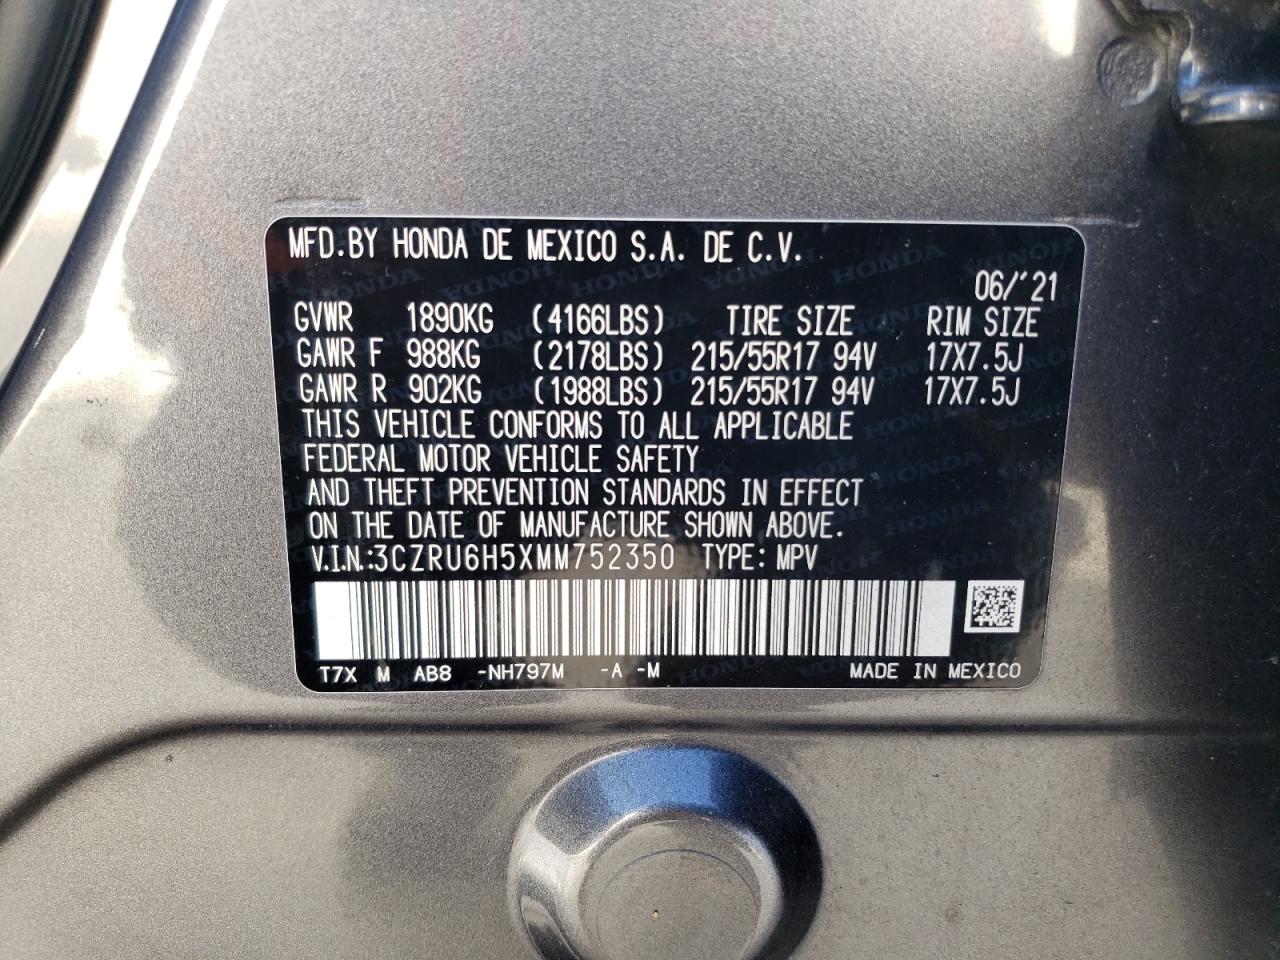 MFD.BY HONDA DE MEXICO S.A. DE C.V.
06/'21
GVWR 1890KG (4166LBS) TIRE SIZE RIM SIZE
GAWR F 988KG (2178LBS) 215/55R17 94V 17X7.5J
GAWR R 902KG (1988LBS) 215/55R17 94V 17X7.5J
THIS VEHICLE CONFORMS TO ALL APPLICABLE
FEDERAL MOTOR VEHICLE SAFETY
AND THEFT PREVENTION STANDARDS IN EFFECT
ON THE DATE OF MANUFACTURE SHOWN ABOVE.
V.I.N.:3CZRU6H5XMM752350 TYPE: MPV
T7X M AB8 -NH797M -A -M MADE IN MEXICO